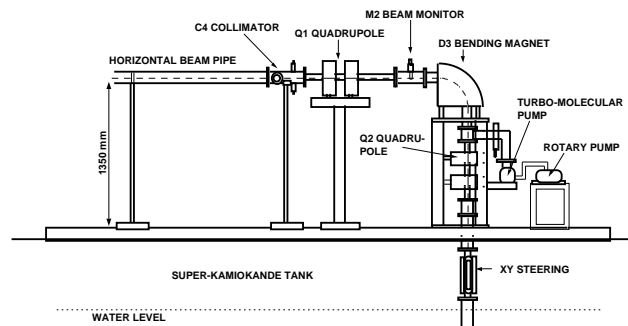 C4 COLLIMATOR
Q1 QUADRUPOLE
M2 BEAM MONITOR
D3 BENDING MAGNET
HORIZONTAL BEAM PIPE
1350 mm
TURBO-MOLECULAR
PUMP
Q2 QUADRU-
POLE
ROTARY PUMP
SUPER-KAMIOKANDE TANK
XY STEERING
WATER LEVEL